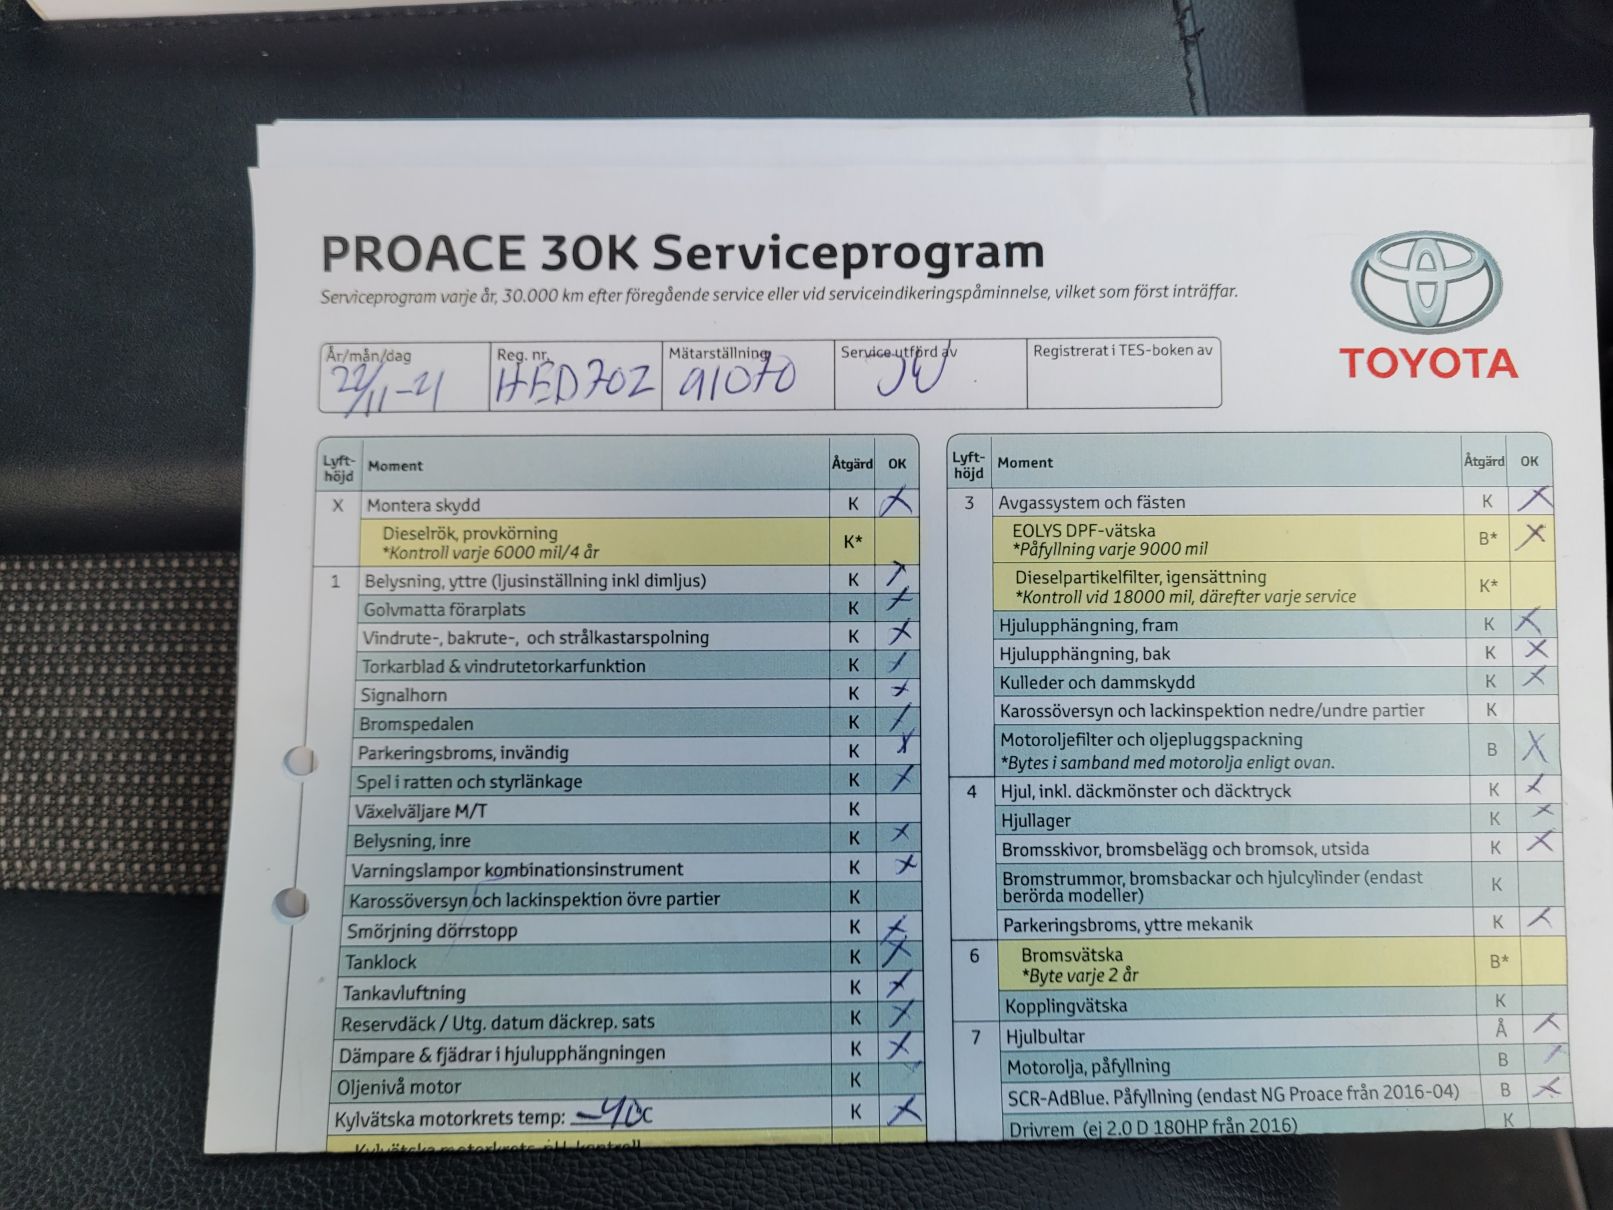 PROACE 30K Serviceprogram
Serviceprogram varje år, 30.000 km efter föregående service eller vid serviceindikeringspåminnelse, vilket som först inträffar.
TOYOTA
År/mån/dag Reg. nr. Mätarställning Service utförd av Registrerat i TES-boken av
22/11-21 HED702 91070 JW
Lyft-höjd Moment Åtgärd OK
X Montera skydd K X
Dieselrök, provkörning K*
*Kontroll varje 6000 mil/4 år
1 Belysning, yttre (ljusinställning inkl dimljus) K X
Golvmatta förarplats K X
Vindrute-, bakrute-, och strålkastarspolning K X
Torkarblad & vindrutetorkarfunktion K X
Signalhorn K X
Bromspedalen K X
Parkeringsbroms, invändig K X
Spel i ratten och styrlänkage K X
Växelväljare M/T K
Belysning, inre K X
Varningslampor kombinationsinstrument K X
Karossöversyn och lackinspektion övre partier K
Smörjning dörrstopp K X
Tanklock K X
Tankavluftning K X
Reservdäck / Utg. datum däckrep. sats K X
Dämpare & fjädrar i hjulupphängningen K X
Oljenivå motor K
Kylvätska motorkrets temp: -40C K X
Kylvätska motorkrets, pH-kontroll
Lyft-höjd Moment Åtgärd OK
3 Avgassystem och fästen K X
EOLYS DPF-vätska B* X
*Påfyllning varje 9000 mil
Dieselpartikelfilter, igensättning K*
*Kontroll vid 18000 mil, därefter varje service
Hjulupphängning, fram K X
Hjulupphängning, bak K X
Kulleder och dammskydd K X
Karossöversyn och lackinspektion nedre/undre partier K
Motoroljefilter och oljepluggspackning B X
*Bytes i samband med motorolja enligt ovan.
4 Hjul, inkl. däckmönster och däcktryck K X
Hjullager K X
Bromsskivor, bromsbelägg och bromsok, utsida K X
Bromstrummor, bromsbackar och hjulcylinder (endast K
berörda modeller)
Parkeringsbroms, yttre mekanik K X
6 Bromsvätska B*
*Byte varje 2 år
Kopplingvätska K
7 Hjulbultar Å X
Motorolja, påfyllning B X
SCR-AdBlue. Påfyllning (endast NG Proace från 2016-04) B X
Drivrem (ej 2.0 D 180HP från 2016) K